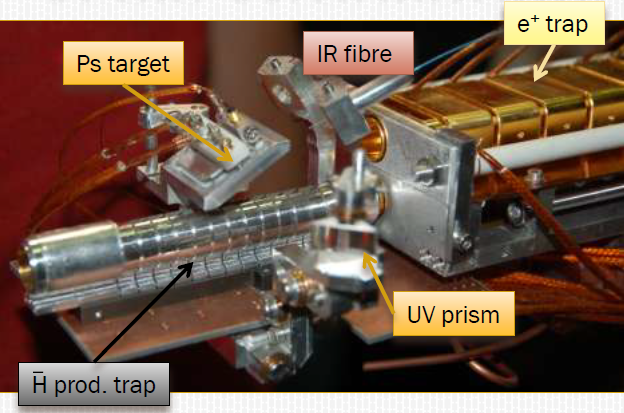 e⁺ trap
IR fibre
Ps target
UV prism
H̅ prod. trap